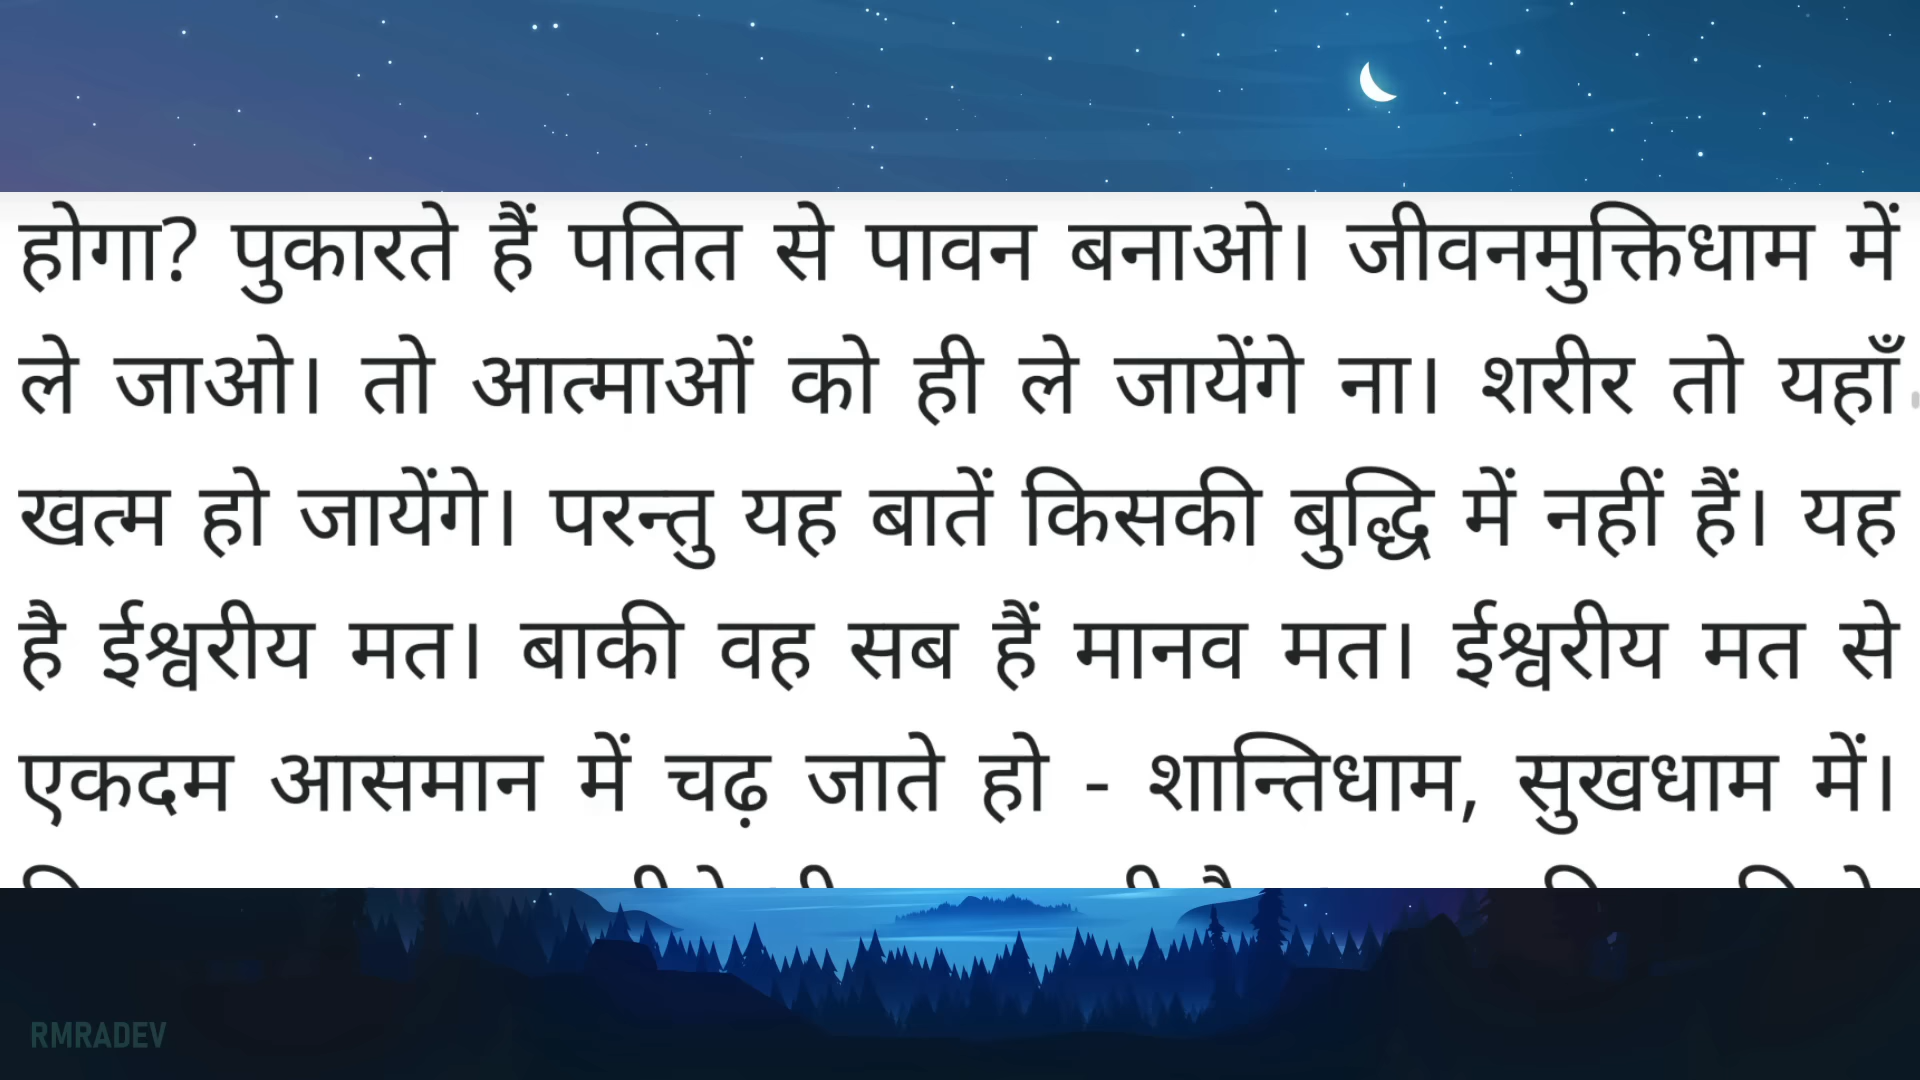 होगा? पुकारते हैं पतित से पावन बनाओ। जीवनमुक्तिधाम में
ले जाओ। तो आत्माओं को ही ले जायेंगे ना। शरीर तो यहाँ
खत्म हो जायेंगे। परन्तु यह बातें किसकी बुद्धि में नहीं हैं। यह
है ईश्वरीय मत। बाकी वह सब हैं मानव मत। ईश्वरीय मत से
एकदम आसमान में चढ़ जाते हो - शान्तिधाम, सुखधाम में।
RMRADEV